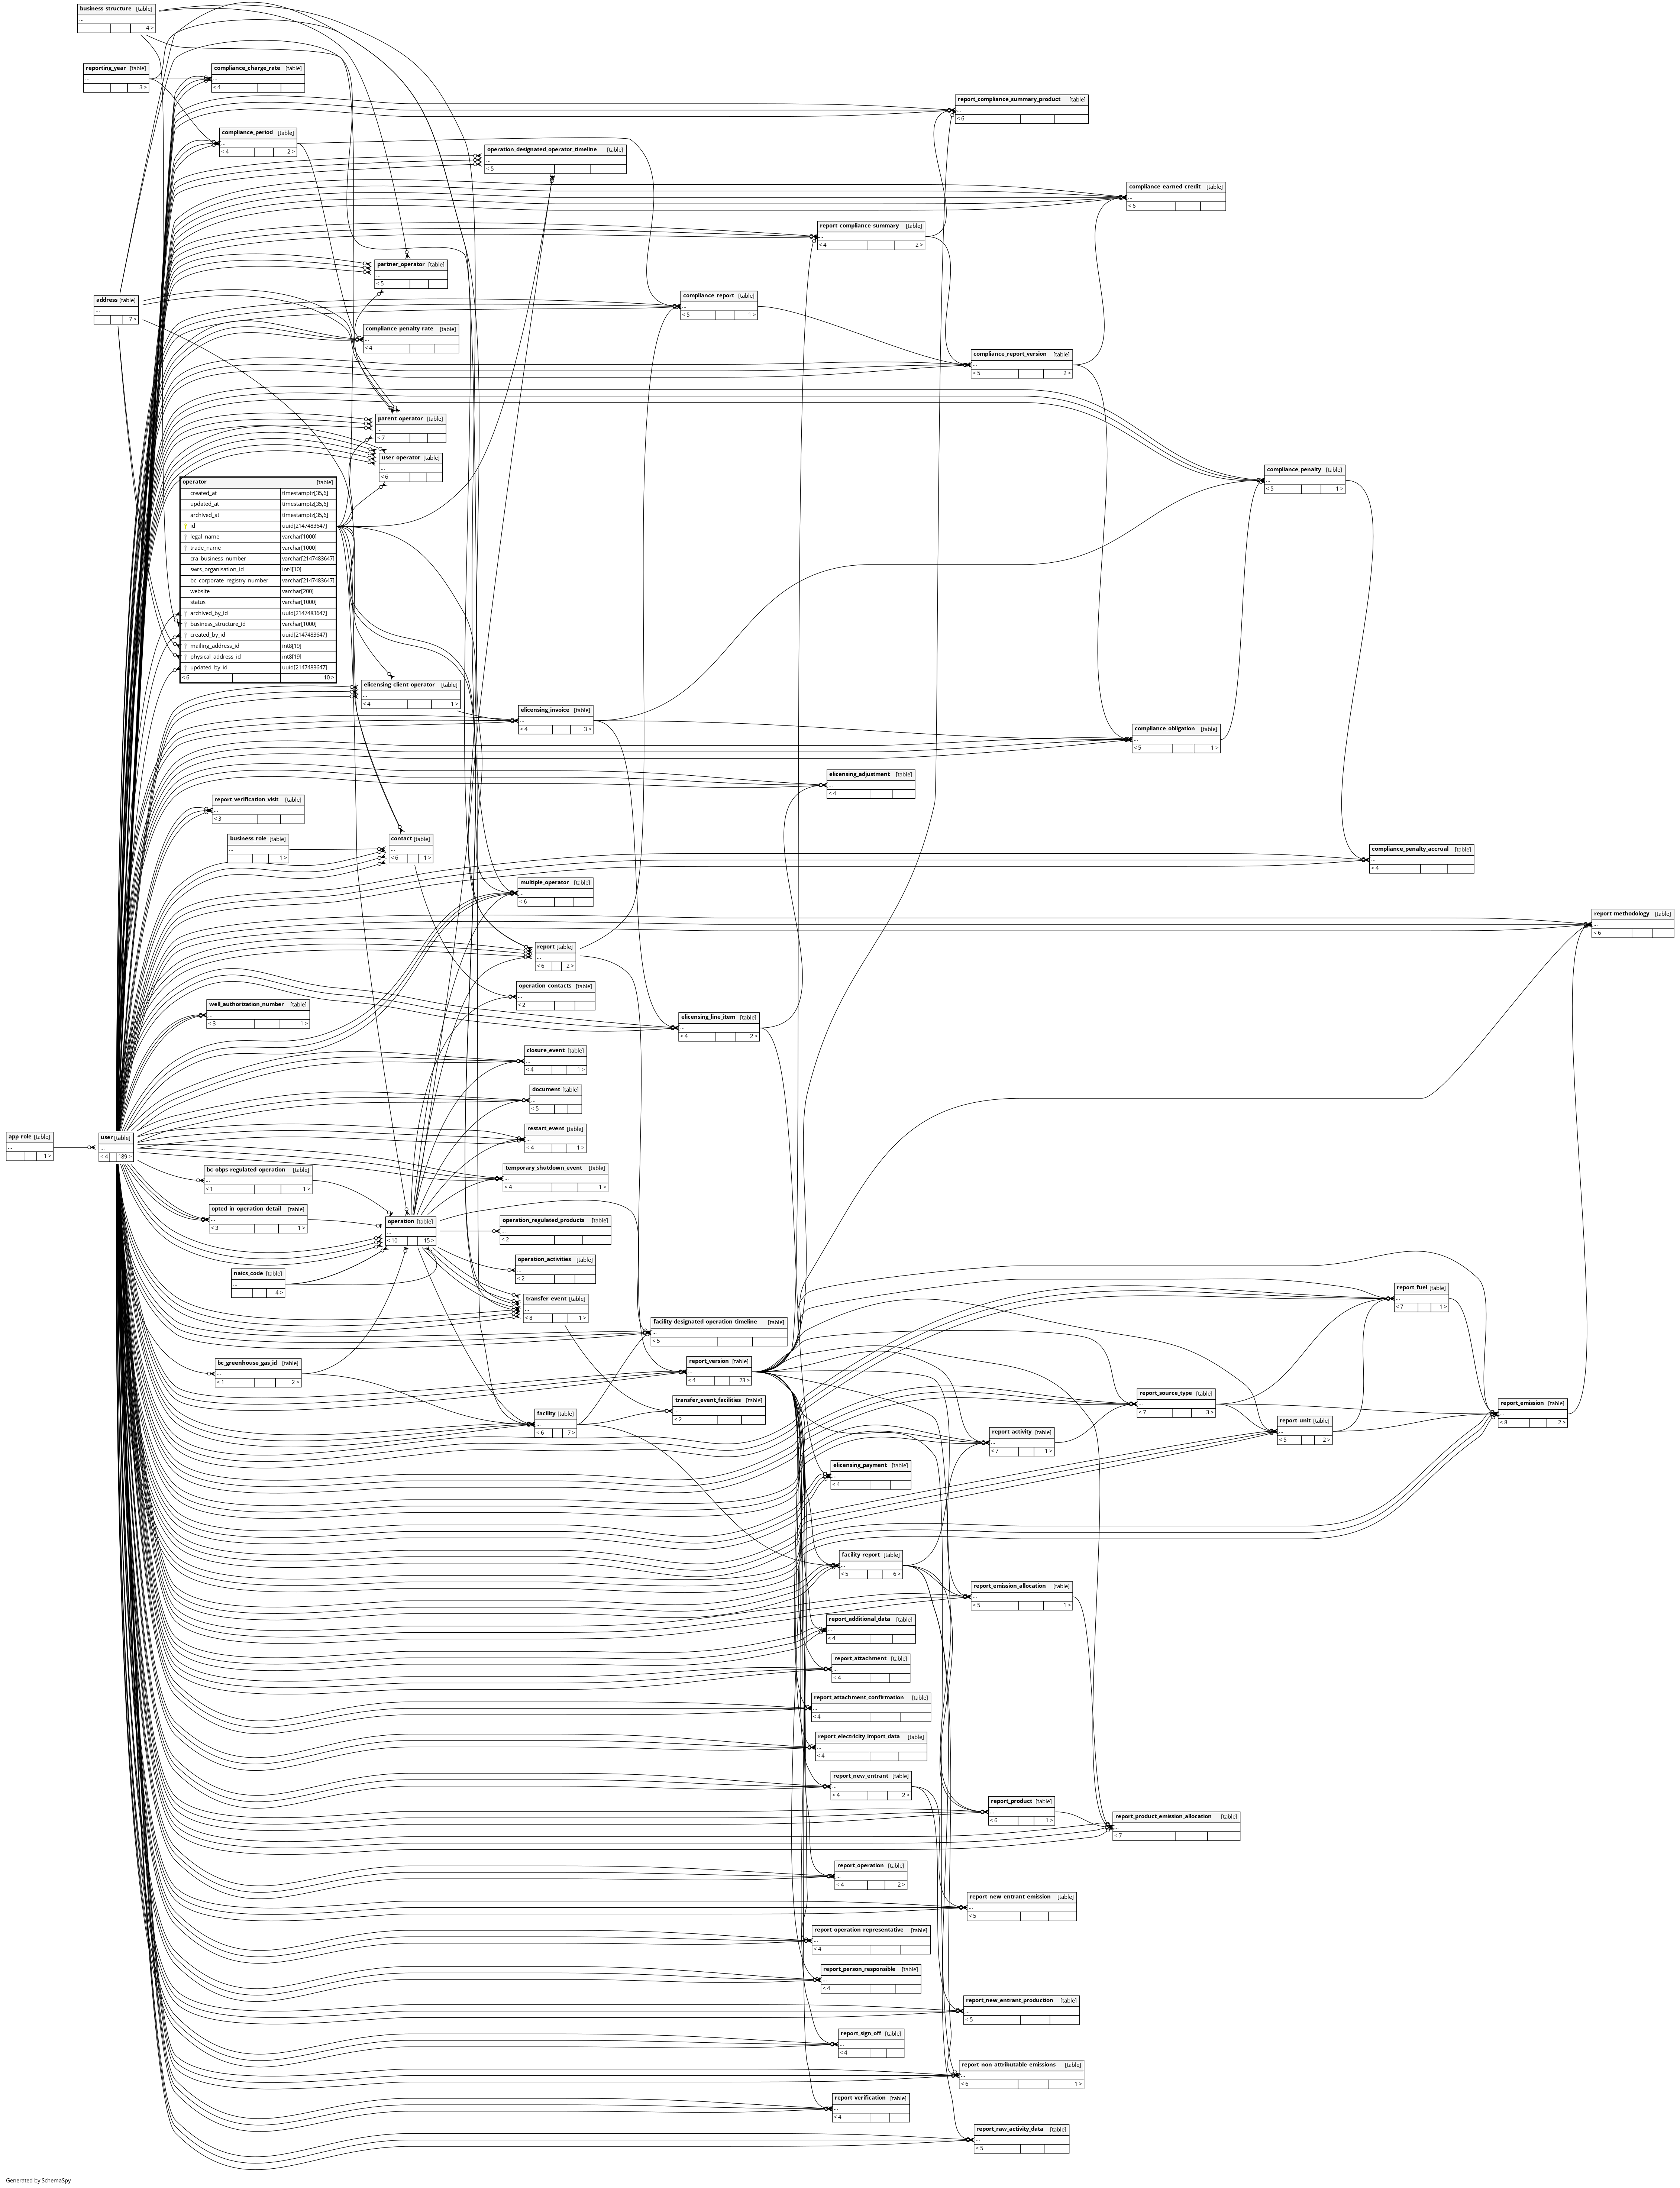 business_structure [table]
...
4 >
reporting_year [table]
...
3 >
compliance_charge_rate [table]
...
< 4
report_compliance_summary_product [table]
...
< 6
compliance_period [table]
...
< 4 2 >
operation_designated_operator_timeline [table]
...
< 5
compliance_earned_credit [table]
...
< 6
report_compliance_summary [table]
...
< 4 2 >
partner_operator [table]
...
< 5
address [table]
...
7 >
compliance_report [table]
...
< 5 1 >
compliance_penalty_rate [table]
...
< 4
compliance_report_version [table]
...
< 5 2 >
parent_operator [table]
...
< 7
user_operator [table]
...
< 6
compliance_penalty [table]
...
< 5 1 >
operator [table]
created_at timestamptz[35,6]
updated_at timestamptz[35,6]
archived_at timestamptz[35,6]
id uuid[2147483647]
legal_name varchar[1000]
trade_name varchar[1000]
cra_business_number varchar[2147483647]
swrs_organisation_id int4[10]
bc_corporate_registry_number varchar[2147483647]
website varchar[200]
status varchar[1000]
archived_by_id uuid[2147483647]
business_structure_id varchar[1000]
created_by_id uuid[2147483647]
mailing_address_id int8[19]
physical_address_id int8[19]
updated_by_id uuid[2147483647]
< 6 10 >
elicensing_client_operator [table]
...
< 4 1 >
elicensing_invoice [table]
...
< 4 3 >
compliance_obligation [table]
...
< 5 1 >
elicensing_adjustment [table]
...
< 4
report_verification_visit [table]
...
< 3
business_role [table]
...
1 >
contact [table]
...
< 6 1 >
compliance_penalty_accrual [table]
...
< 4
multiple_operator [table]
...
< 6
report_methodology [table]
...
< 6
report [table]
...
< 6 2 >
operation_contacts [table]
...
< 2
well_authorization_number [table]
...
< 3 1 >
elicensing_line_item [table]
...
< 4 2 >
closure_event [table]
...
< 4 1 >
document [table]
...
< 5
restart_event [table]
...
< 4 1 >
app_role [table]
...
1 >
user [table]
...
< 4 189 >
bc_obps_regulated_operation [table]
...
< 1 1 >
temporary_shutdown_event [table]
...
< 4 1 >
opted_in_operation_detail [table]
...
< 3 1 >
operation [table]
...
< 10 15 >
operation_regulated_products [table]
...
< 2
naics_code [table]
...
4 >
operation_activities [table]
...
< 2
transfer_event [table]
...
< 8 1 >
report_fuel [table]
...
< 7 1 >
facility_designated_operation_timeline [table]
...
< 5
bc_greenhouse_gas_id [table]
...
< 1 2 >
report_version [table]
...
< 4 23 >
transfer_event_facilities [table]
...
< 2
report_source_type [table]
...
< 7 3 >
report_emission [table]
...
< 8 2 >
facility [table]
...
< 6 7 >
report_unit [table]
...
< 5 2 >
report_activity [table]
...
< 7 1 >
elicensing_payment [table]
...
< 4
facility_report [table]
...
< 5 6 >
report_emission_allocation [table]
...
< 5 1 >
report_additional_data [table]
...
< 4
report_attachment [table]
...
< 4
report_attachment_confirmation [table]
...
< 4
report_electricity_import_data [table]
...
< 4
report_new_entrant [table]
...
< 4 2 >
report_product [table]
...
< 6 1 >
report_product_emission_allocation [table]
...
< 7
report_operation [table]
...
< 4 2 >
report_new_entrant_emission [table]
...
< 5
report_operation_representative [table]
...
< 4
report_person_responsible [table]
...
< 4
report_new_entrant_production [table]
...
< 5
report_sign_off [table]
...
< 4
report_non_attributable_emissions [table]
...
< 6 1 >
report_verification [table]
...
< 4
report_raw_activity_data [table]
...
< 5
Generated by SchemaSpy